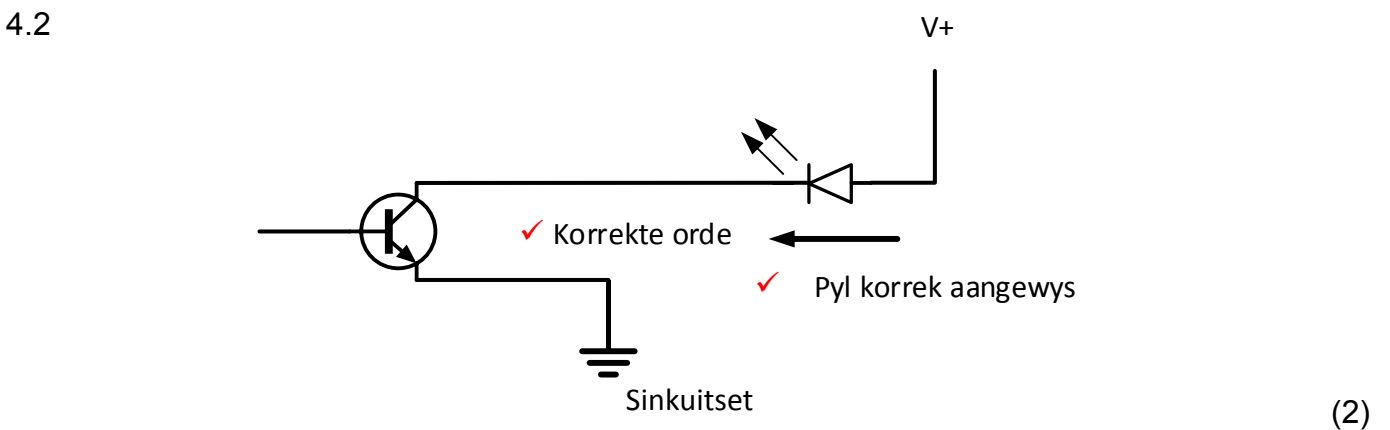 4.2
V+
✓ Korrekte orde
✓ Pyl korrek aangewys
Sinkuitset
(2)